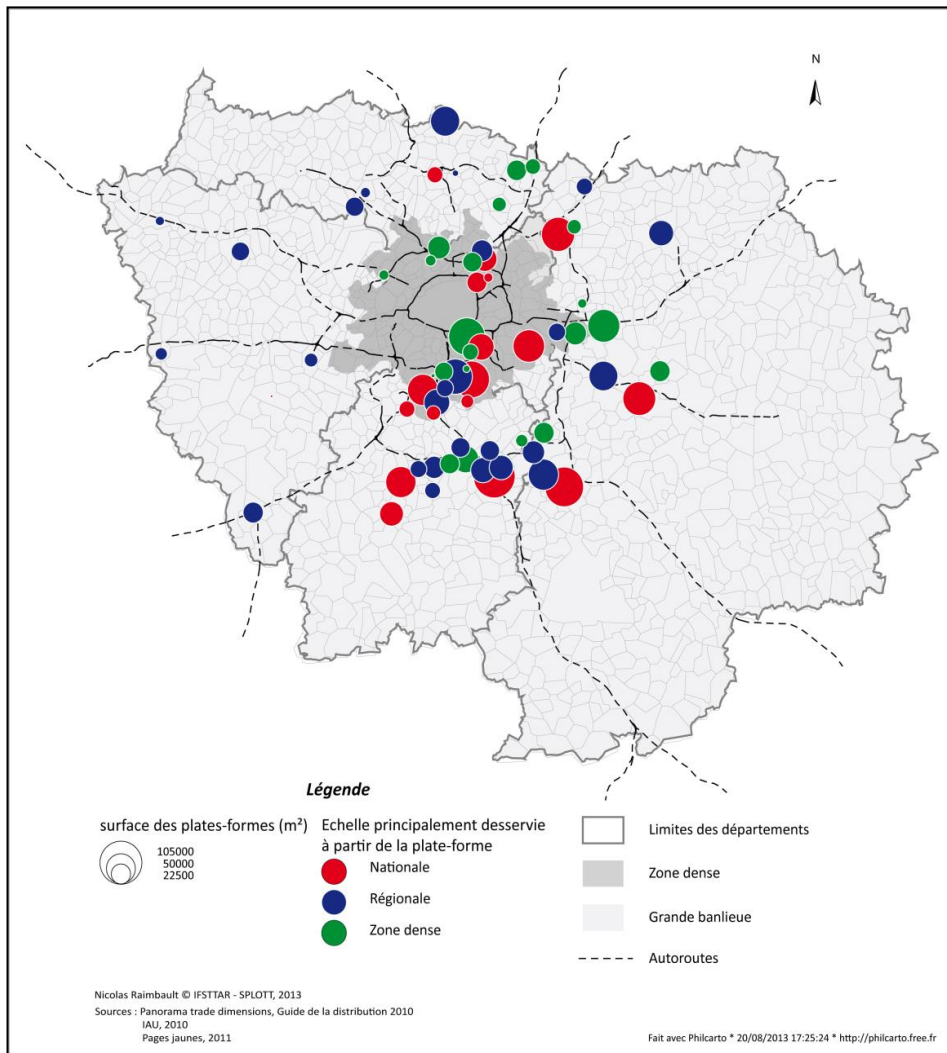 N
Légende
surface des plates-formes (m²)
105000
50000
22500
Echelle principalement desservie
à partir de la plate-forme
Nationale
Régionale
Zone dense
Limites des départements
Zone dense
Grande banlieue
Autoroutes
Nicolas Raimbault © IFSTTAR - SPLOTT, 2013
Sources : Panorama trade dimensions, Guide de la distribution 2010
IAU, 2010
Pages jaunes, 2011
Fait avec Philcarto * 20/08/2013 17:25:24 * http://philcarto.free.fr